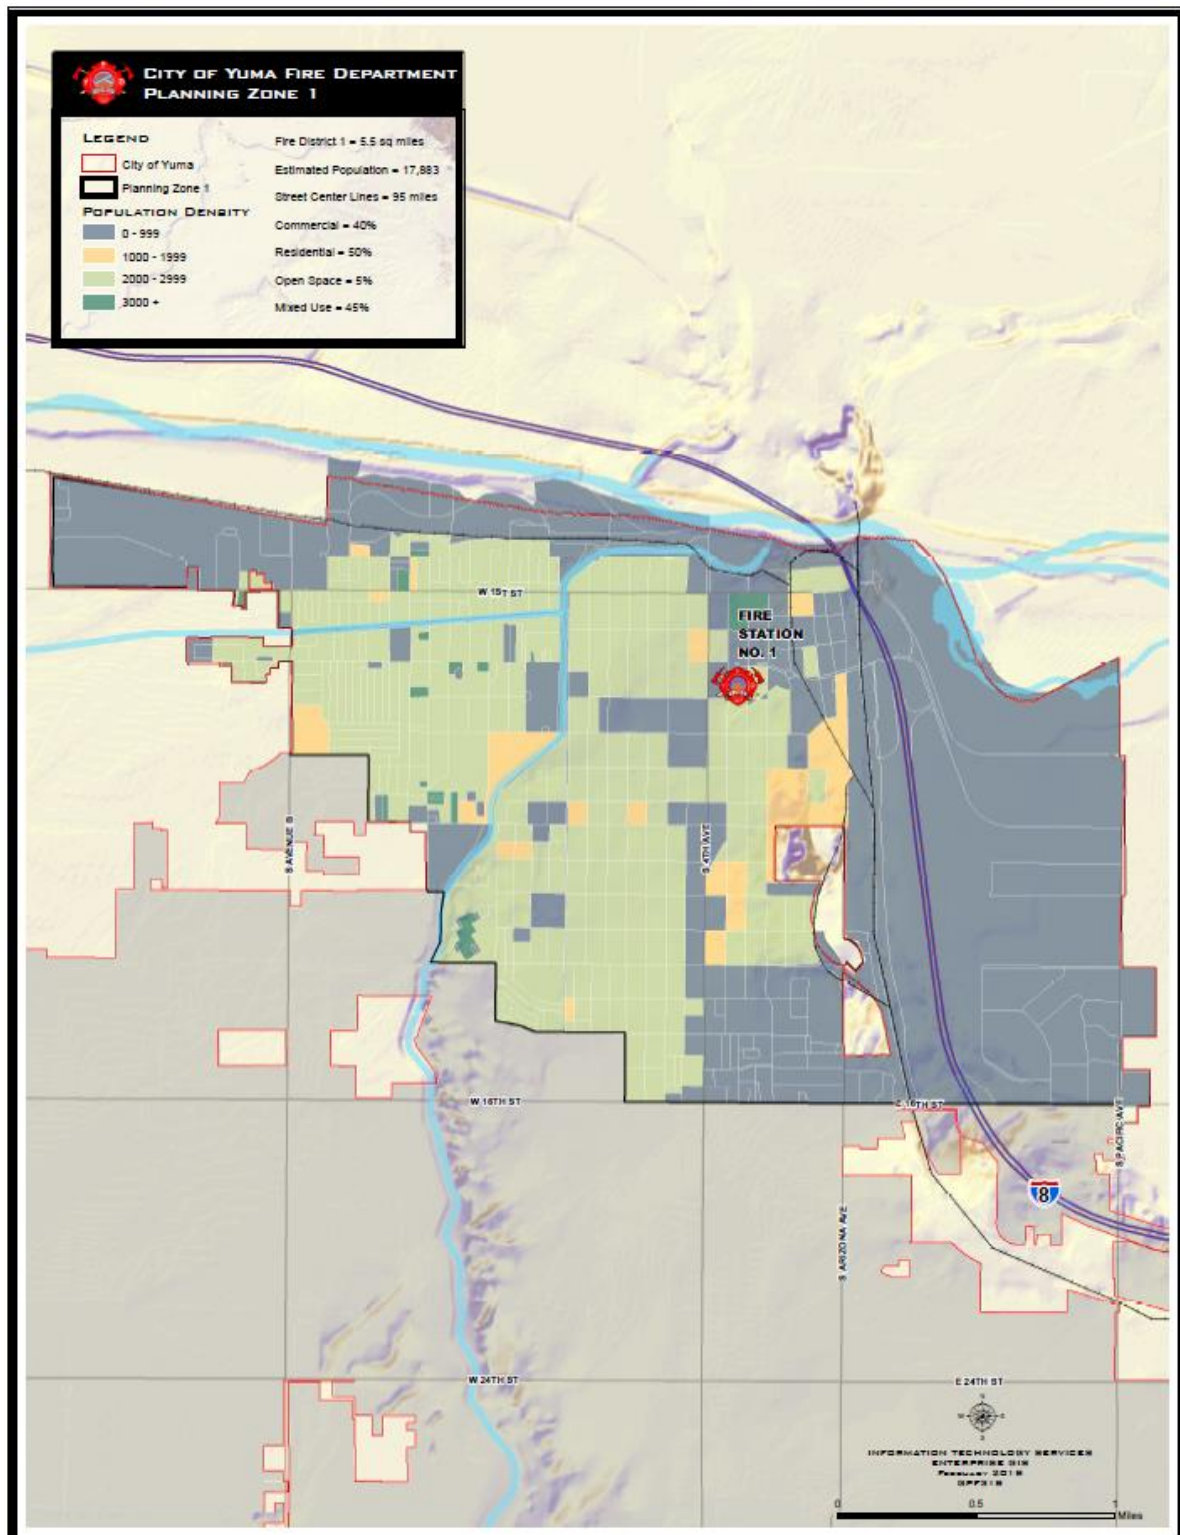 CITY OF YUMA FIRE DEPARTMENT
PLANNING ZONE 1
LEGEND
City of Yuma
Planning Zone 1
POPULATION DENSITY
0 - 999
1000 - 1999
2000 - 2999
3000 +
Fire District 1 = 5.5 sq miles
Estimated Population = 17,883
Street Center Lines = 95 miles
Commercial = 40%
Residential = 50%
Open Space = 5%
Mixed Use = 45%
W 1ST ST
FIRE
STATION
NO. 1
S AVENUE B
S 4TH AVE
W 16TH ST
E 16TH ST
S PACIFIC AVE
8
S ARIZONA AVE
W 24TH ST
E 24TH ST
N
W
E
S
INFORMATION TECHNOLOGY SERVICES
ENTERPRISE GIS
0 0.5 1
Miles